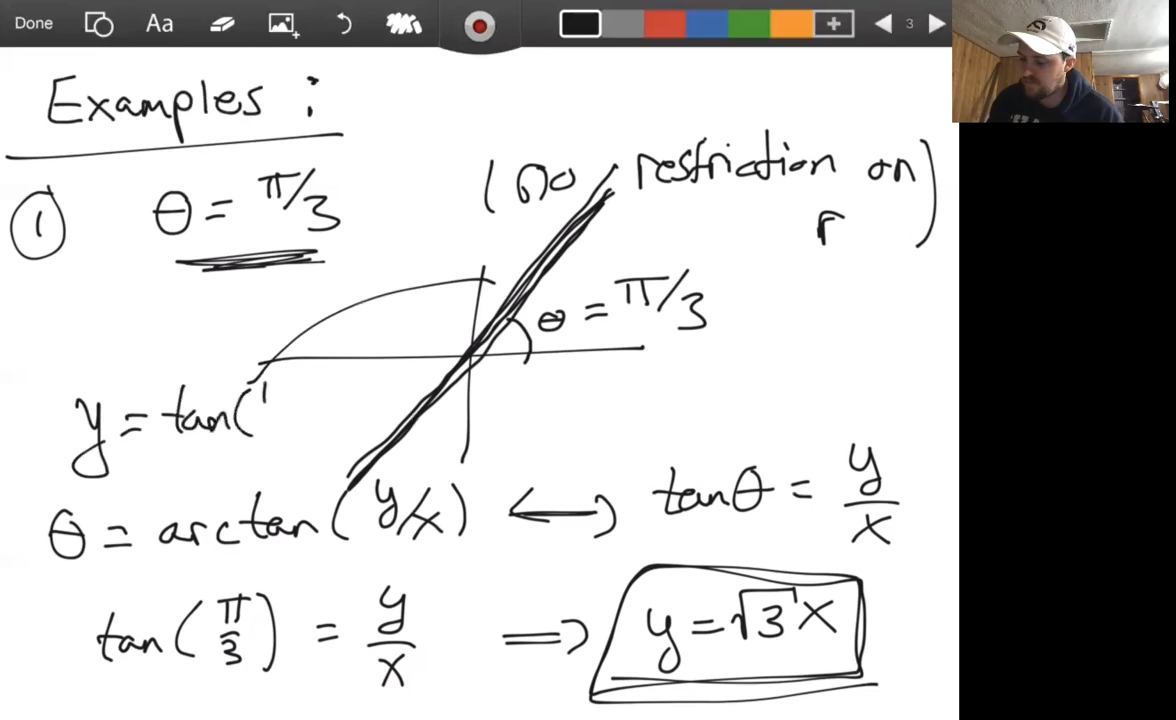 Done Aa 3
Examples :
① θ = π/3 (no restriction on
r)
θ = π/3
y = tan(
θ = arctan(y/x) ⟷ tanθ = y/x
tan(π/3) = y/x ⟹ y = √3 x